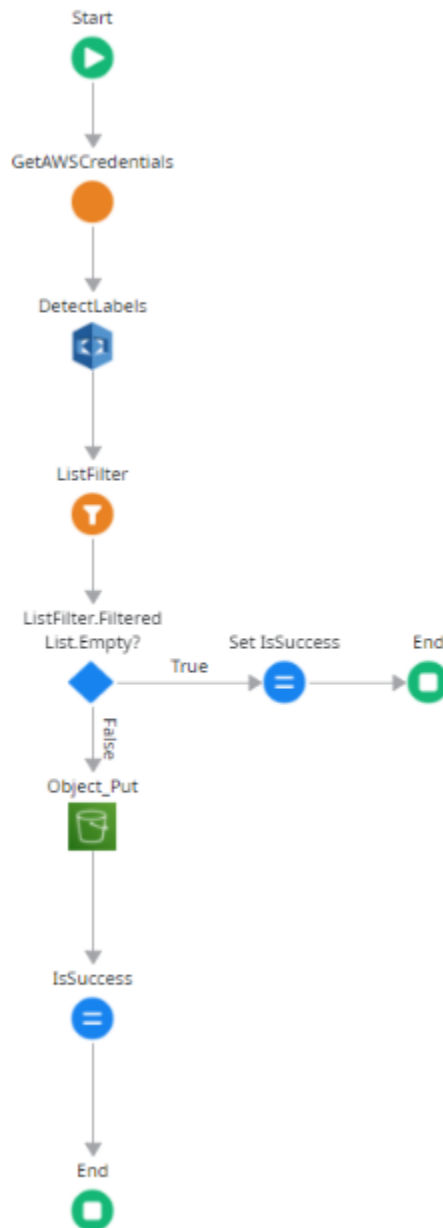 Start
GetAWSCredentials
DetectLabels
ListFilter
ListFilter.Filtered
List.Empty?
True
Set IsSuccess
End
False
Object_Put
IsSuccess
End